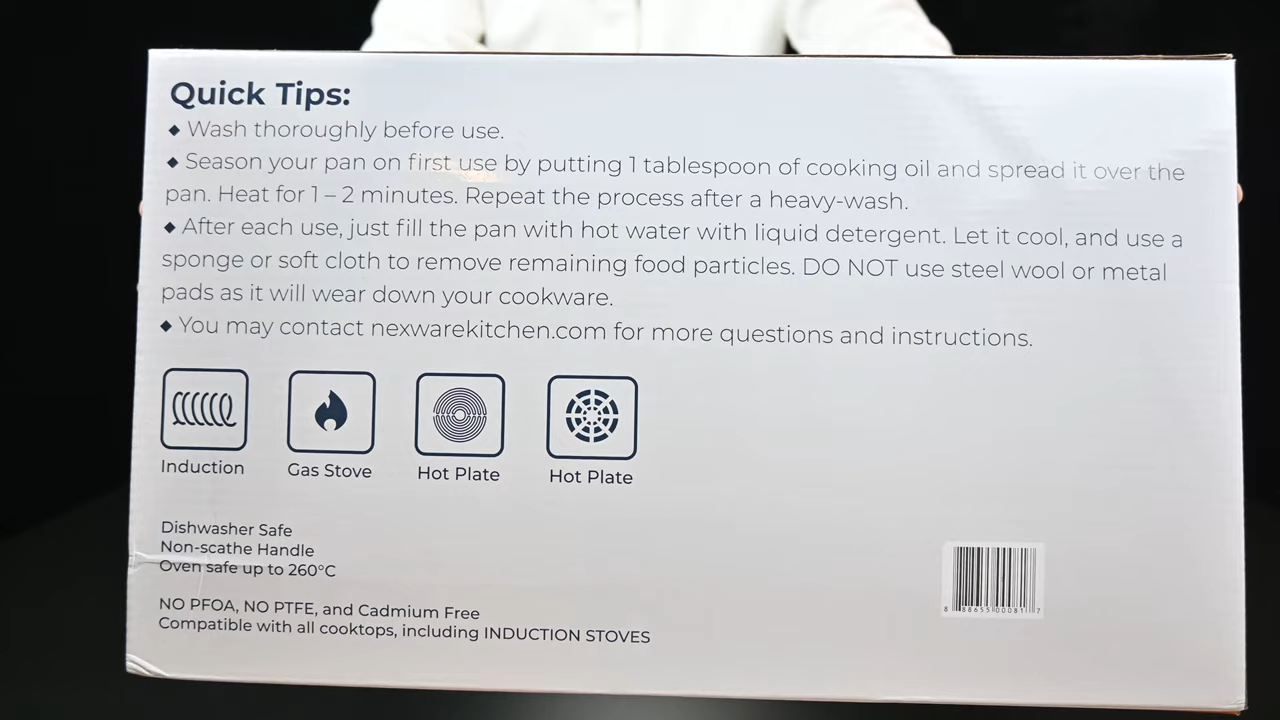 Quick Tips:
◆ Wash thoroughly before use.
◆ Season your pan on first use by putting 1 tablespoon of cooking oil and spread it over the
pan. Heat for 1 – 2 minutes. Repeat the process after a heavy-wash.
◆ After each use, just fill the pan with hot water with liquid detergent. Let it cool, and use a
sponge or soft cloth to remove remaining food particles. DO NOT use steel wool or metal
pads as it will wear down your cookware.
◆ You may contact nexwarekitchen.com for more questions and instructions.
Induction
Gas Stove
Hot Plate
Hot Plate
Dishwasher Safe
Non-scathe Handle
Oven safe up to 260°C
NO PFOA, NO PTFE, and Cadmium Free
Compatible with all cooktops, including INDUCTION STOVES
8 88655 00081 7